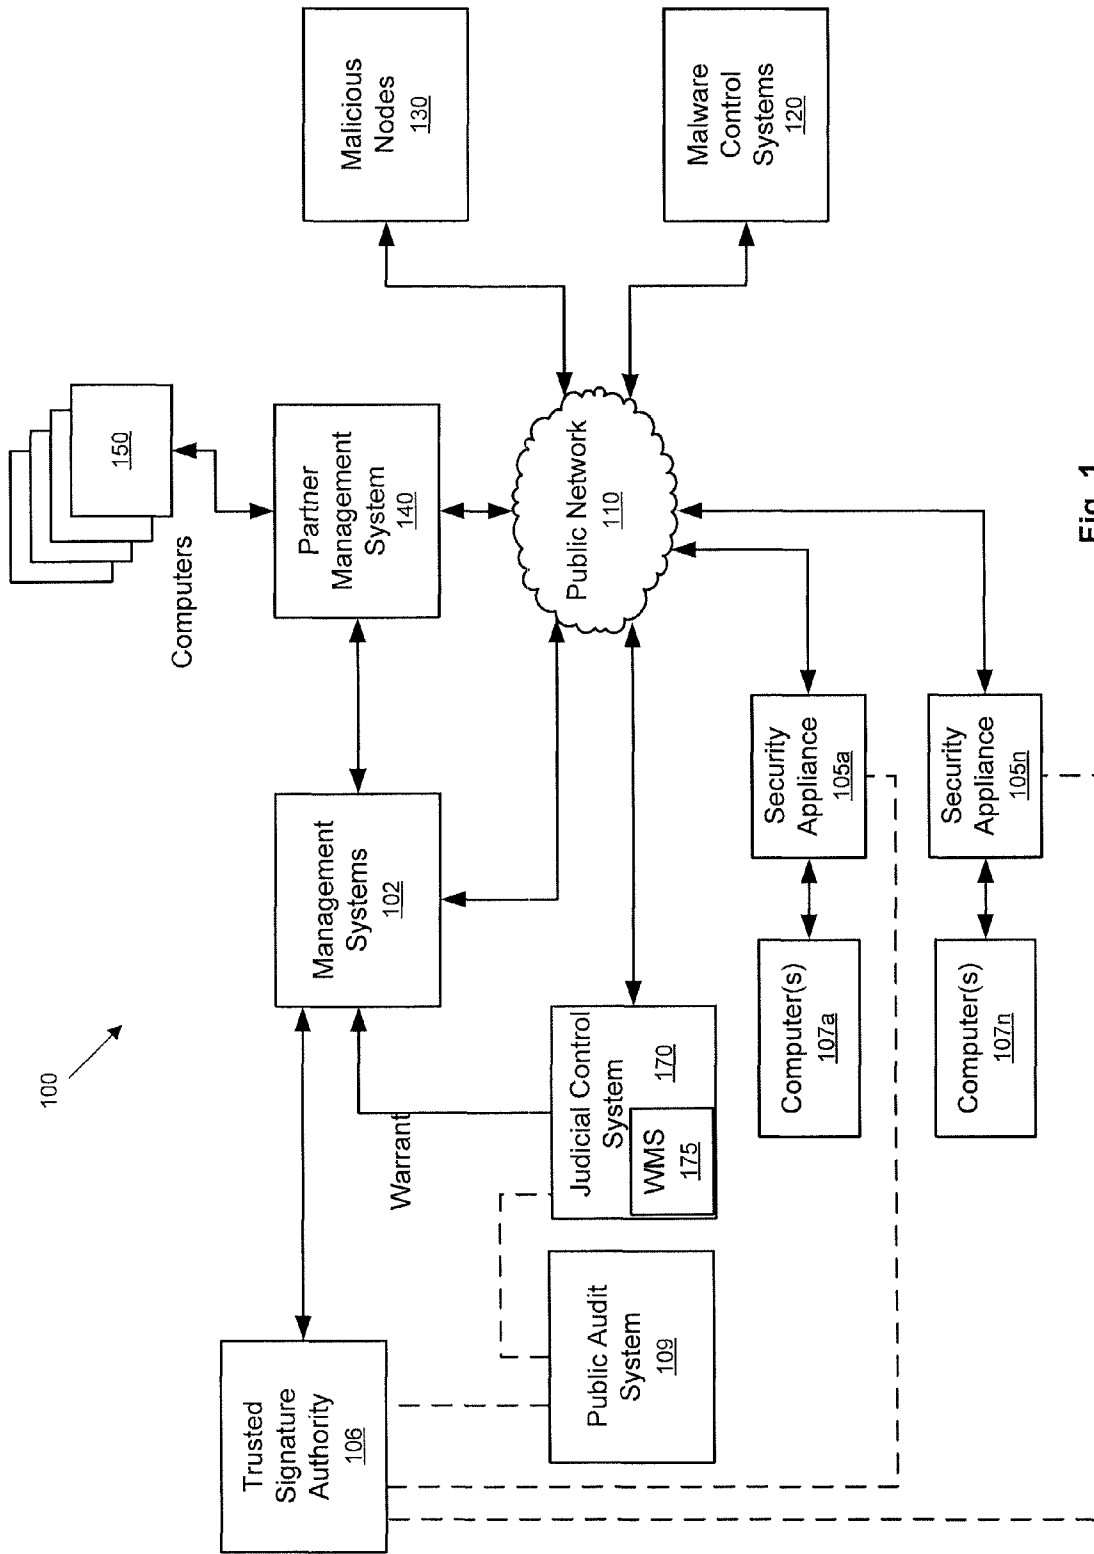 100
Trusted
Signature
Authority
106
Management
Systems
102
Partner
Management
System
140
Computers
150
Malicious
Nodes
130
Warrant
Public Audit
System
109
Judicial Control
System
170
WMS
175
Public Network
110
Malware
Control
Systems
120
Computer(s)
107a
Security
Appliance
105a
Computer(s)
107n
Security
Appliance
105n
Fig. 1